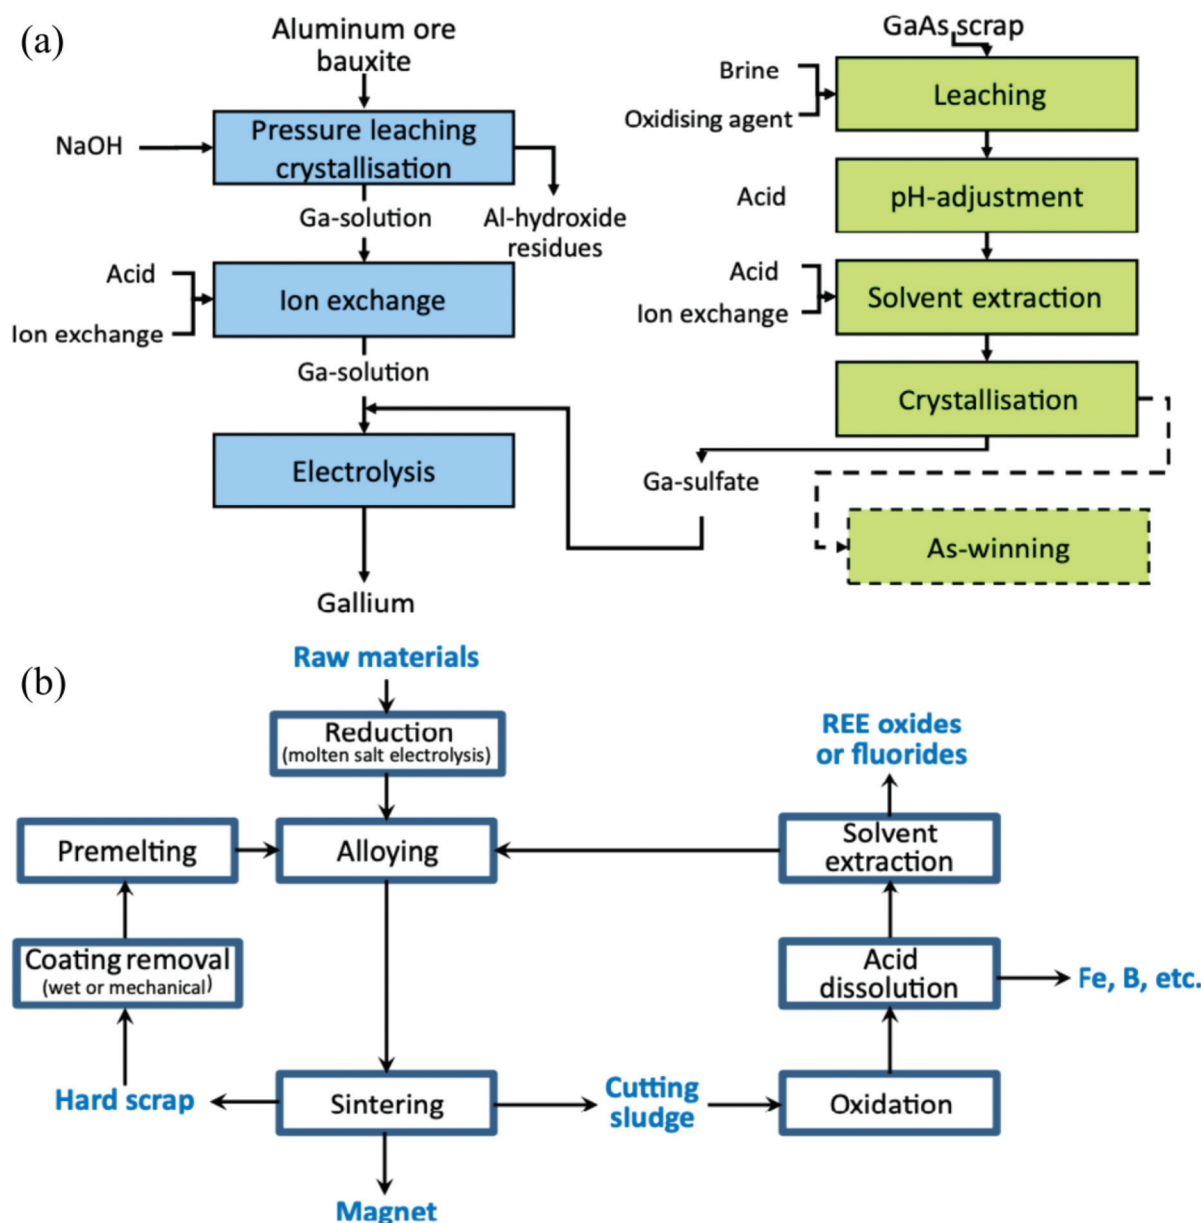 (a)
Aluminum ore
bauxite
NaOH
Pressure leaching
crystallisation
Ga-solution
Al-hydroxide
residues
Acid
Ion exchange
Ion exchange
Ga-solution
Electrolysis
Gallium
GaAs scrap
Brine
Oxidising agent
Leaching
Acid
pH-adjustment
Acid
Ion exchange
Solvent extraction
Crystallisation
Ga-sulfate
As-winning
(b)
Raw materials
Reduction
(molten salt electrolysis)
Premelting
Alloying
Coating removal
(wet or mechanical)
Hard scrap
Sintering
Magnet
Cutting
sludge
Oxidation
Acid
dissolution
Fe, B, etc.
Solvent
extraction
REE oxides
or fluorides